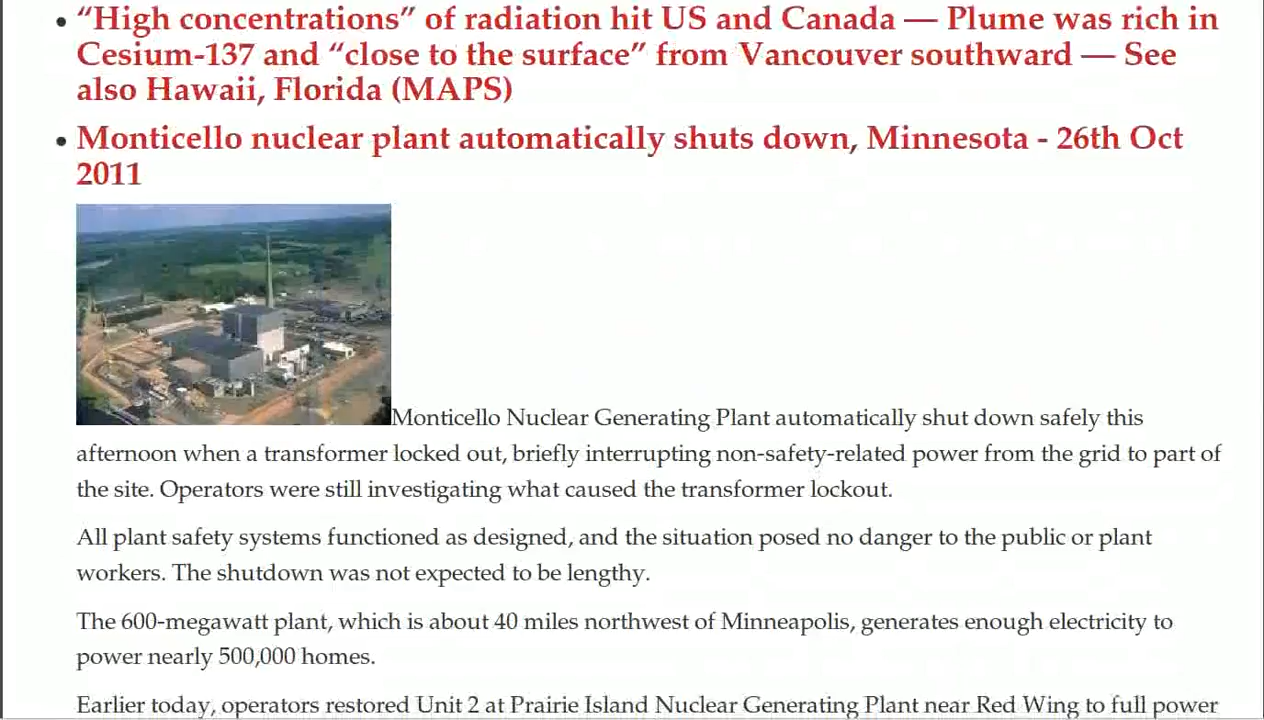 “High concentrations” of radiation hit US and Canada — Plume was rich in
Cesium-137 and “close to the surface” from Vancouver southward — See
also Hawaii, Florida (MAPS)
Monticello nuclear plant automatically shuts down, Minnesota - 26th Oct
2011
Monticello Nuclear Generating Plant automatically shut down safely this
afternoon when a transformer locked out, briefly interrupting non-safety-related power from the grid to part of
the site. Operators were still investigating what caused the transformer lockout.
All plant safety systems functioned as designed, and the situation posed no danger to the public or plant
workers. The shutdown was not expected to be lengthy.
The 600-megawatt plant, which is about 40 miles northwest of Minneapolis, generates enough electricity to
power nearly 500,000 homes.
Earlier today, operators restored Unit 2 at Prairie Island Nuclear Generating Plant near Red Wing to full power